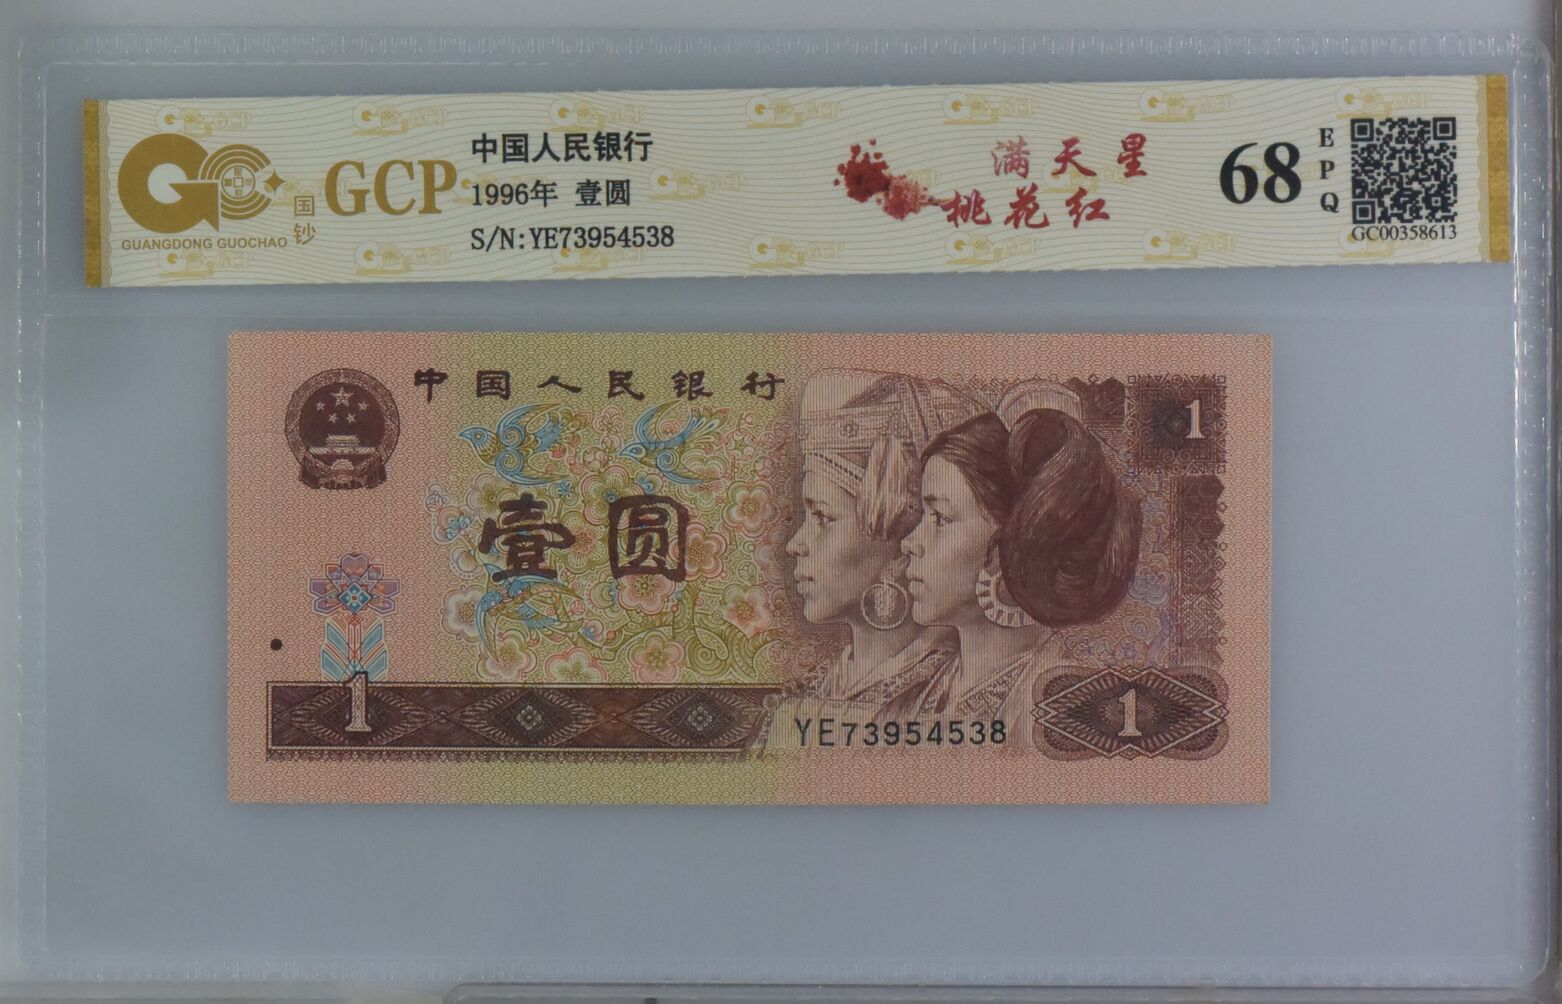 GCP
国钞
GUANGDONG GUOCHAO
中国人民银行
1996年 壹圆
S/N:YE73954538
满天星
桃花红
68
EPQ
GC00358613
中国人民银行
1
壹圆
1
YE73954538
1